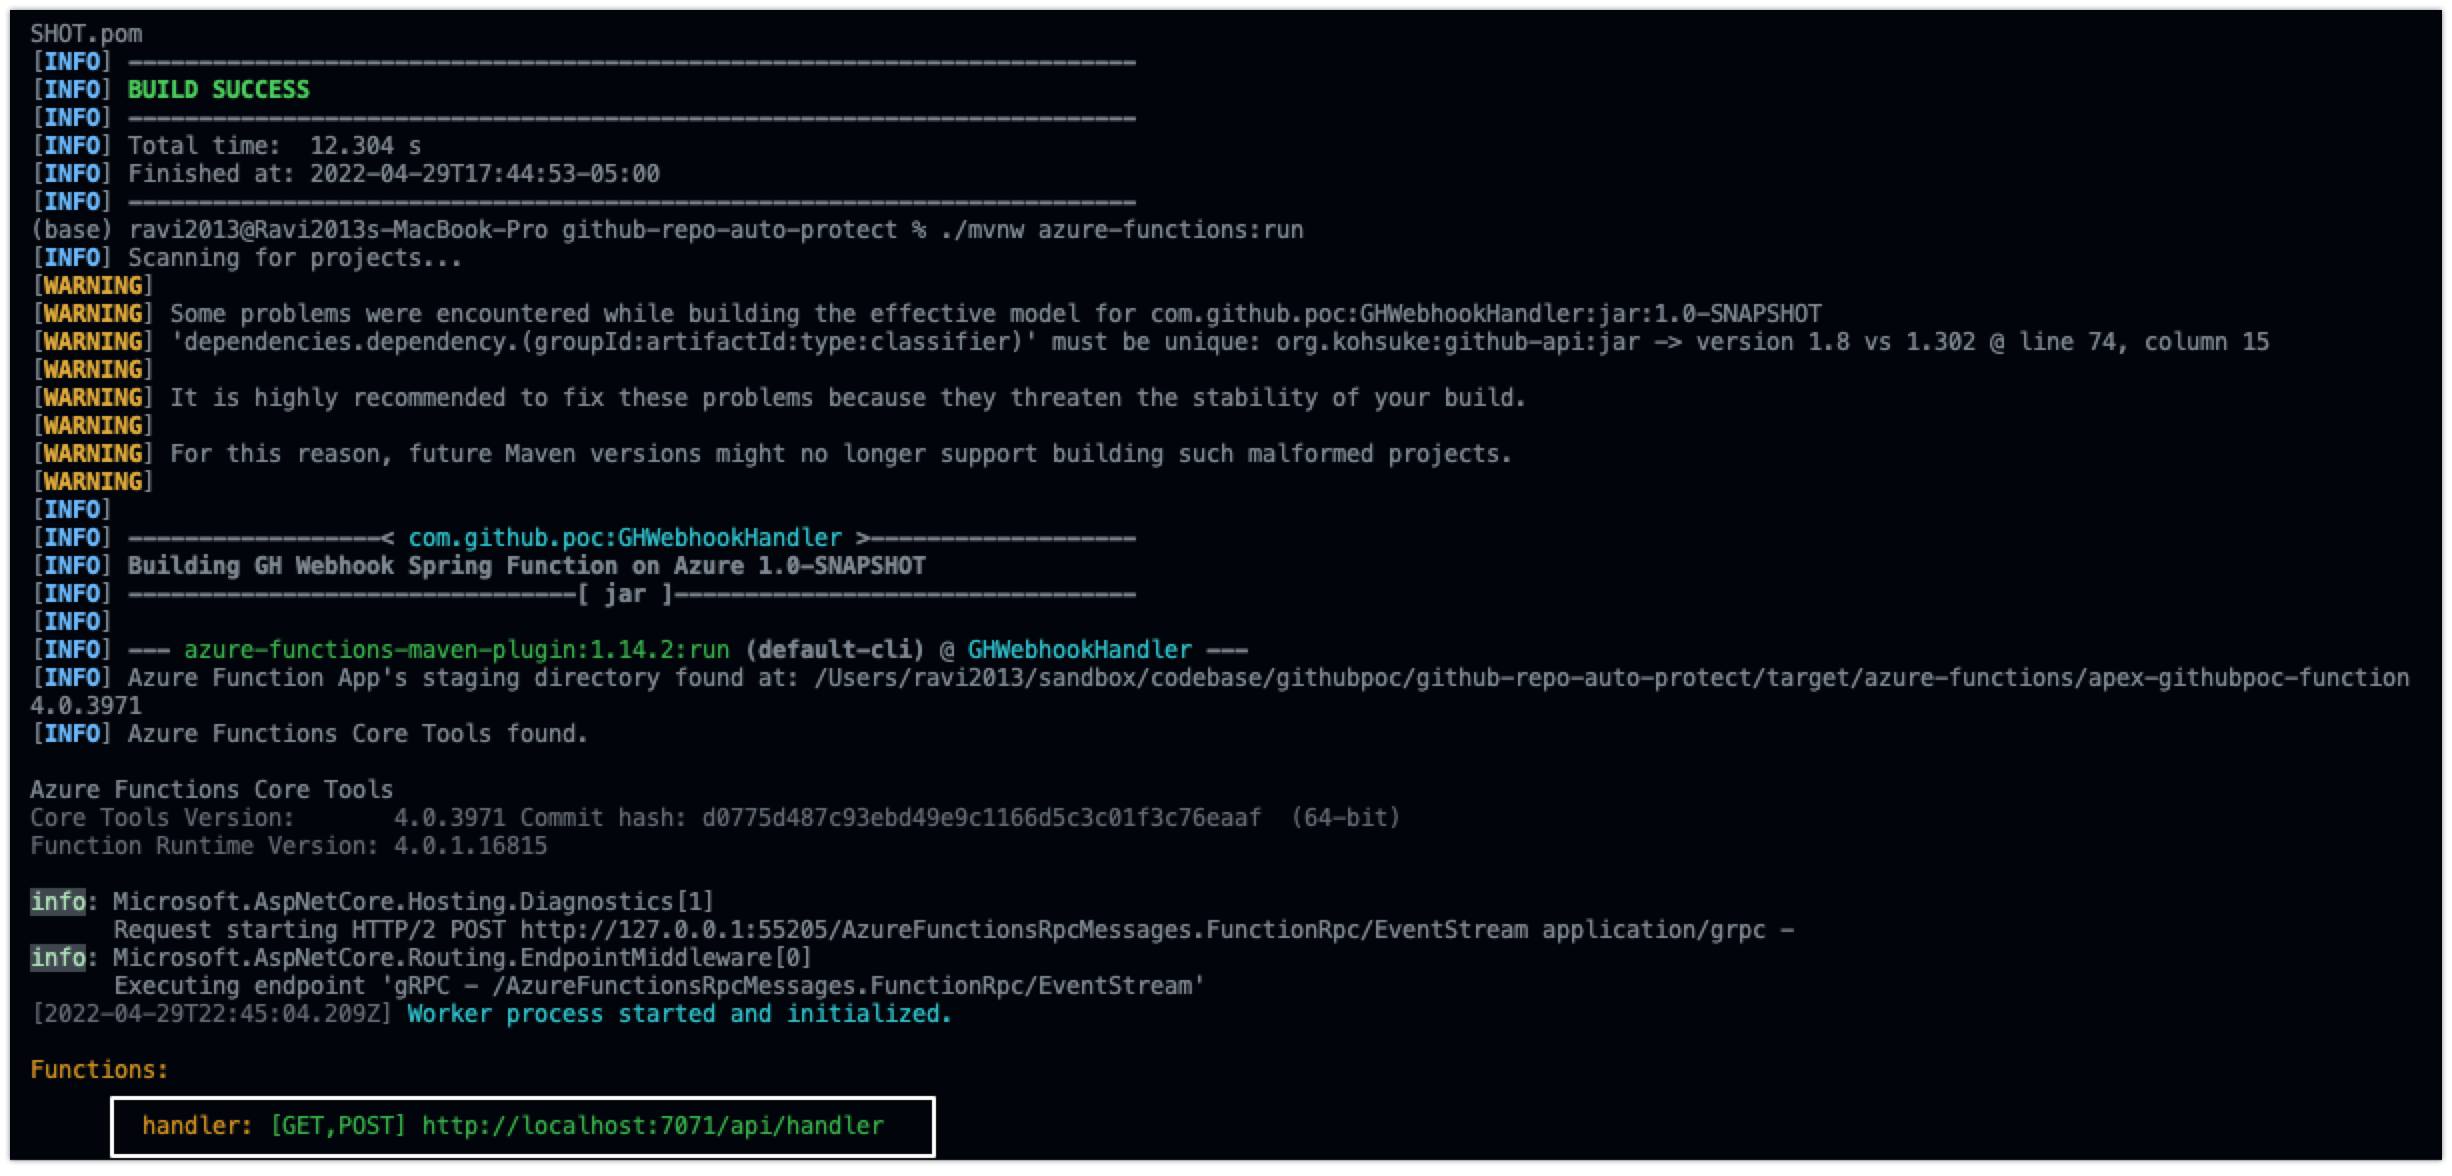 SHOT.pom
[INFO] ------------------------------------------------------------------------
[INFO] BUILD SUCCESS
[INFO] ------------------------------------------------------------------------
[INFO] Total time:  12.304 s
[INFO] Finished at: 2022-04-29T17:44:53-05:00
[INFO] ------------------------------------------------------------------------
(base) ravi2013@Ravi2013s-MacBook-Pro github-repo-auto-protect % ./mvnw azure-functions:run
[INFO] Scanning for projects...
[WARNING]
[WARNING] Some problems were encountered while building the effective model for com.github.poc:GHWebhookHandler:jar:1.0-SNAPSHOT
[WARNING] 'dependencies.dependency.(groupId:artifactId:type:classifier)' must be unique: org.kohsuke:github-api:jar -> version 1.8 vs 1.302 @ line 74, column 15
[WARNING]
[WARNING] It is highly recommended to fix these problems because they threaten the stability of your build.
[WARNING]
[WARNING] For this reason, future Maven versions might no longer support building such malformed projects.
[WARNING]
[INFO]
[INFO] ------------------< com.github.poc:GHWebhookHandler >-------------------
[INFO] Building GH Webhook Spring Function on Azure 1.0-SNAPSHOT
[INFO] --------------------------------[ jar ]---------------------------------
[INFO]
[INFO] --- azure-functions-maven-plugin:1.14.2:run (default-cli) @ GHWebhookHandler ---
[INFO] Azure Function App's staging directory found at: /Users/ravi2013/sandbox/codebase/githubpoc/github-repo-auto-protect/target/azure-functions/apex-githubpoc-function
4.0.3971
[INFO] Azure Functions Core Tools found.
Azure Functions Core Tools
Core Tools Version:       4.0.3971 Commit hash: d0775d487c93ebd49e9c1166d5c3c01f3c76eaaf  (64-bit)
Function Runtime Version: 4.0.1.16815
info: Microsoft.AspNetCore.Hosting.Diagnostics[1]
      Request starting HTTP/2 POST http://127.0.0.1:55205/AzureFunctionsRpcMessages.FunctionRpc/EventStream application/grpc -
info: Microsoft.AspNetCore.Routing.EndpointMiddleware[0]
      Executing endpoint 'gRPC - /AzureFunctionsRpcMessages.FunctionRpc/EventStream'
[2022-04-29T22:45:04.209Z] Worker process started and initialized.
Functions:
        handler: [GET,POST] http://localhost:7071/api/handler